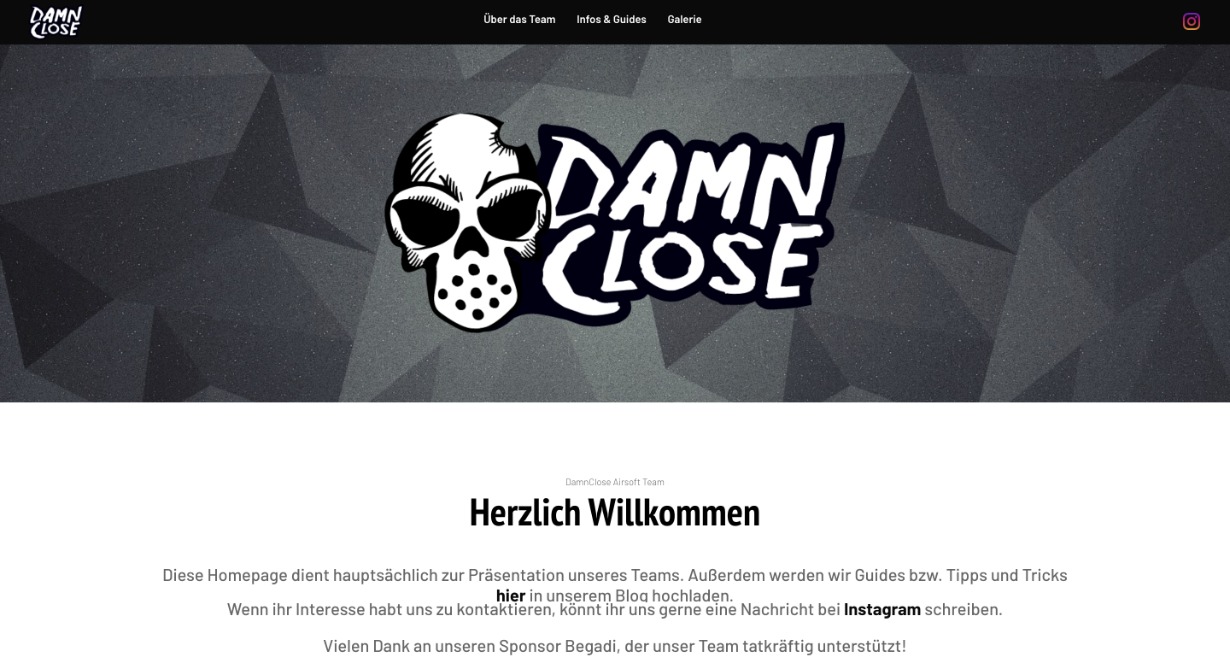 DAMN
CLOSE
Über das Team Infos & Guides Galerie
DAMN
CLOSE
DamnClose Airsoft Team
Herzlich Willkommen
Diese Homepage dient hauptsächlich zur Präsentation unseres Teams. Außerdem werden wir Guides bzw. Tipps und Tricks
hier in unserem Blog hochladen.
Wenn ihr Interesse habt uns zu kontaktieren, könnt ihr uns gerne eine Nachricht bei Instagram schreiben.
Vielen Dank an unseren Sponsor Begadi, der unser Team tatkräftig unterstützt!